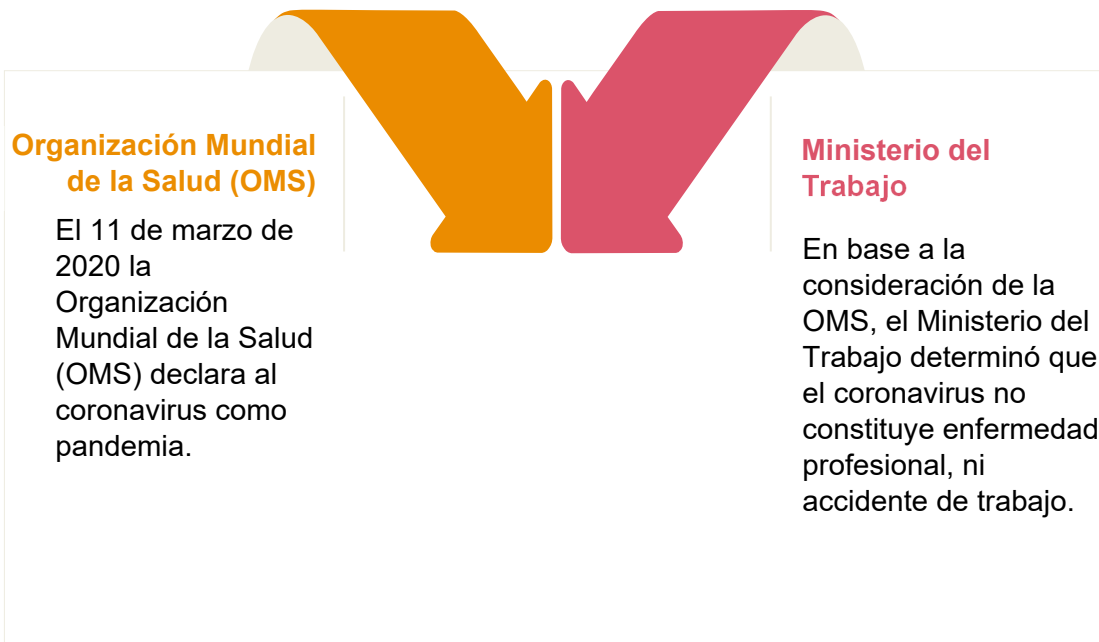 Organización Mundial
de la Salud (OMS)
El 11 de marzo de
2020 la
Organización
Mundial de la Salud
(OMS) declara al
coronavirus como
pandemia.
Ministerio del
Trabajo
En base a la
consideración de la
OMS, el Ministerio del
Trabajo determinó que
el coronavirus no
constituye enfermedad
profesional, ni
accidente de trabajo.